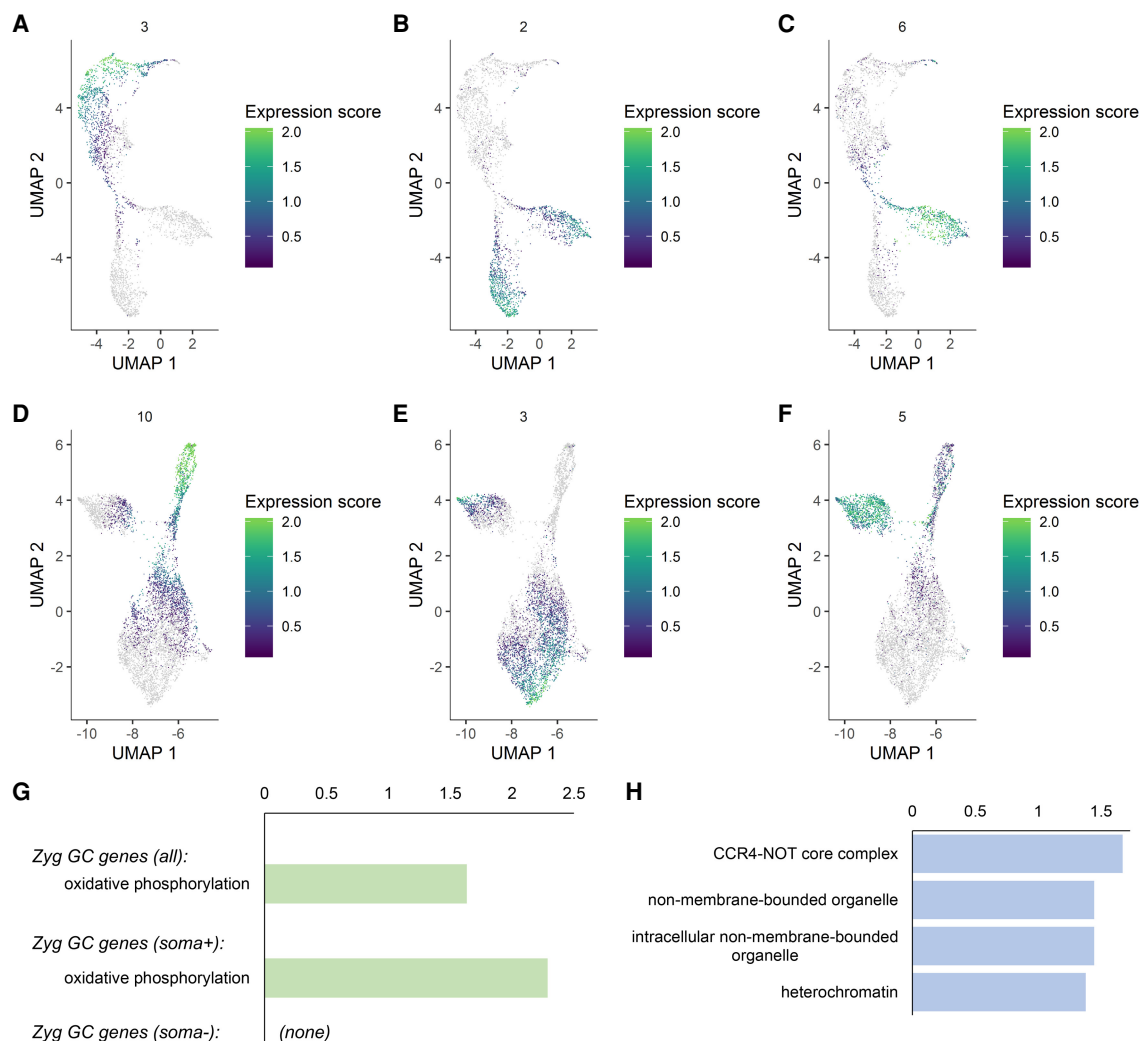 A
3
UMAP 2
4
0
-4
-4
-2
0
2
UMAP 1
Expression score
2.0
1.5
1.0
0.5
B
2
UMAP 2
4
0
-4
-4
-2
0
2
UMAP 1
Expression score
2.0
1.5
1.0
0.5
C
6
UMAP 2
4
0
-4
-4
-2
0
2
UMAP 1
Expression score
2.0
1.5
1.0
0.5
D
10
UMAP 2
6
4
2
0
-2
-10
-8
-6
UMAP 1
Expression score
2.0
1.5
1.0
0.5
E
3
UMAP 2
6
4
2
0
-2
-10
-8
-6
UMAP 1
Expression score
2.0
1.5
1.0
0.5
F
5
UMAP 2
6
4
2
0
-2
-10
-8
-6
UMAP 1
Expression score
2.0
1.5
1.0
0.5
G
0 0.5 1 1.5 2 2.5
Zyg GC genes (all):
oxidative phosphorylation
Zyg GC genes (soma+):
oxidative phosphorylation
Zyg GC genes (soma-): (none)
H
0 0.5 1 1.5
CCR4-NOT core complex
non-membrane-bounded organelle
intracellular non-membrane-bounded
organelle
heterochromatin